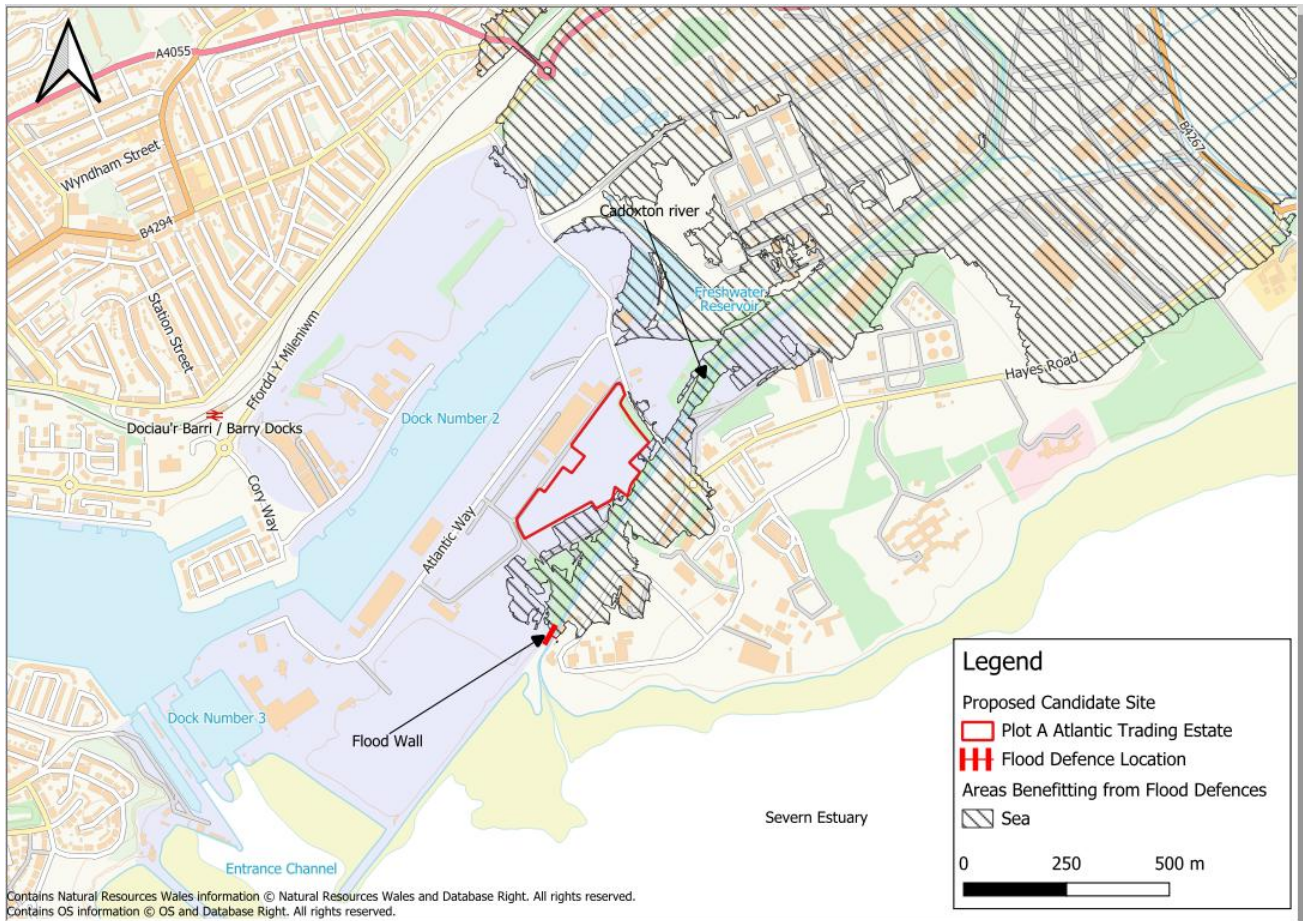 A4055
Wyndham Street
B4294
Station Street
Ffordd Y Mileniwm
Dociau'r Barri / Barry Docks
Cory Way
Dock Number 2
Atlantic Way
Cadoxton river
Freshwater
Reservoir
B4267
Hayes Road
Dock Number 3
Flood Wall
Entrance Channel
Severn Estuary
Legend
Proposed Candidate Site
Plot A Atlantic Trading Estate
Flood Defence Location
Areas Benefitting from Flood Defences
Sea
0 250 500 m
Contains Natural Resources Wales information © Natural Resources Wales and Database Right. All rights reserved.
Contains OS information © OS and Database Right. All rights reserved.